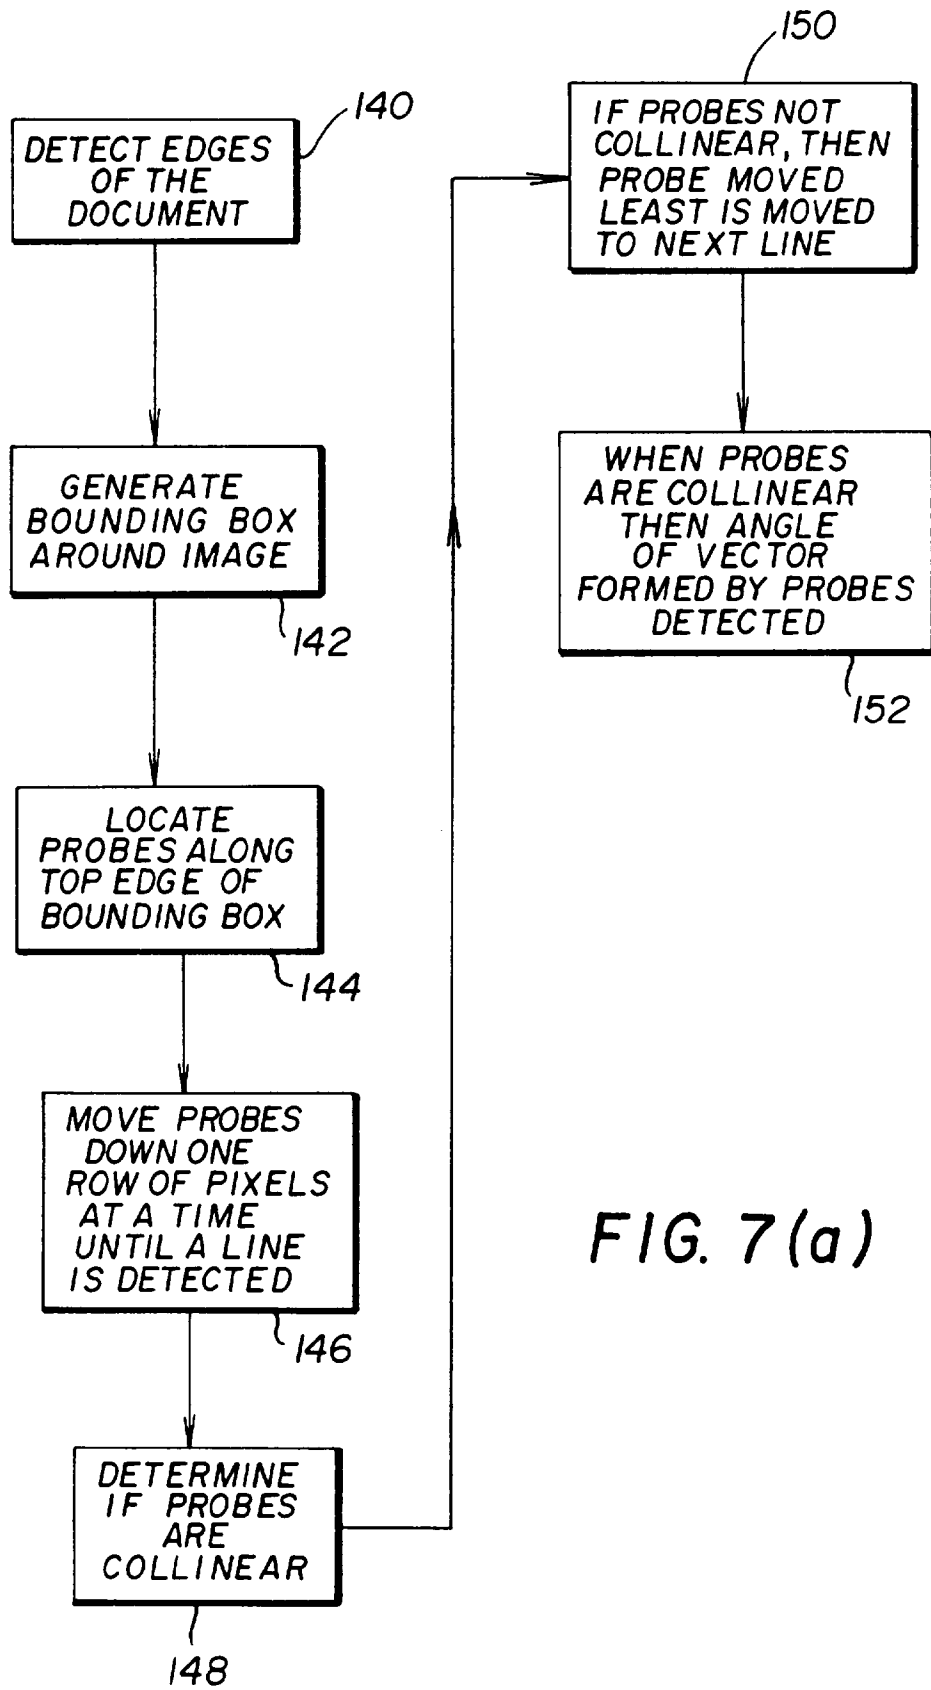 140
DETECT EDGES
OF THE
DOCUMENT
GENERATE
BOUNDING BOX
AROUND IMAGE
142
LOCATE
PROBES ALONG
TOP EDGE OF
BOUNDING BOX
144
MOVE PROBES
DOWN ONE
ROW OF PIXELS
AT A TIME
UNTIL A LINE
IS DETECTED
146
DETERMINE
IF PROBES
ARE
COLLINEAR
148
150
IF PROBES NOT
COLLINEAR, THEN
PROBE MOVED
LEAST IS MOVED
TO NEXT LINE
WHEN PROBES
ARE COLLINEAR
THEN ANGLE
OF VECTOR
FORMED BY PROBES
DETECTED
152
FIG. 7(a)